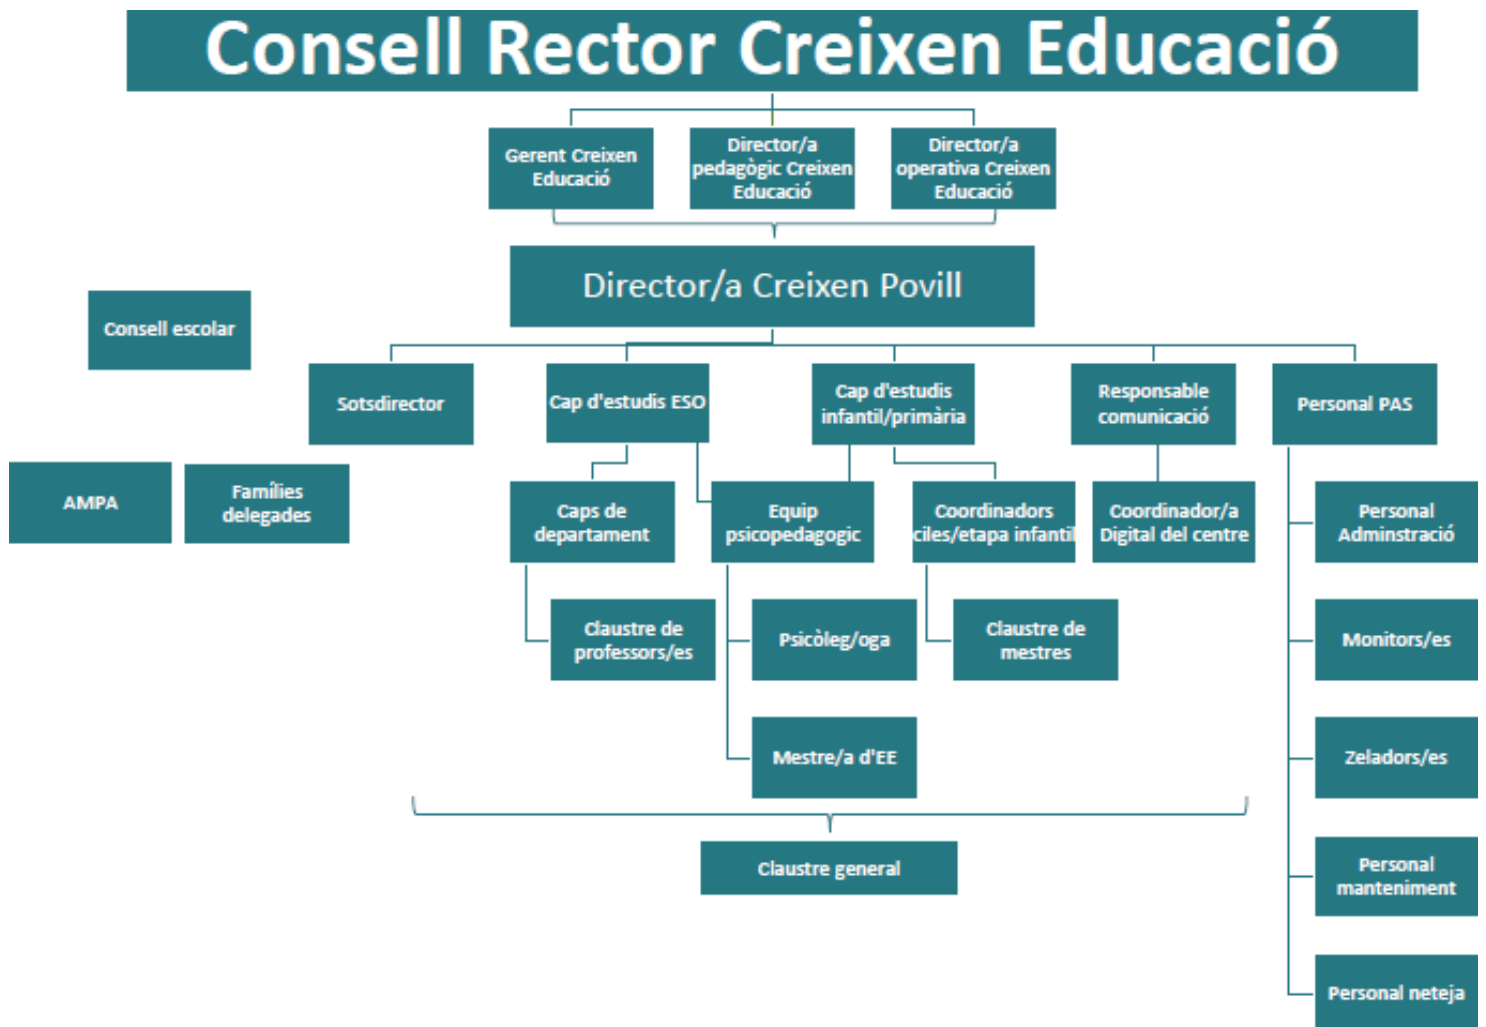 Consell Rector Creixen Educació
Gerent Creixen
Educació
Director/a
pedagògic Creixen
Educació
Director/a
operativa Creixen
Educació
Director/a Creixen Povill
Consell escolar
Sotsdirector
Cap d'estudis ESO
Cap d'estudis
infantil/primària
Responsable
comunicació
Personal PAS
AMPA
Famílies
delegades
Caps de
departament
Equip
psicopedagogic
Coordinadors
ciles/etapa infantil
Coordinador/a
Digital del centre
Personal
Adminstració
Claustre de
professors/es
Psicòleg/oga
Claustre de
mestres
Monitors/es
Mestre/a d'EE
Zeladors/es
Claustre general
Personal
manteniment
Personal neteja